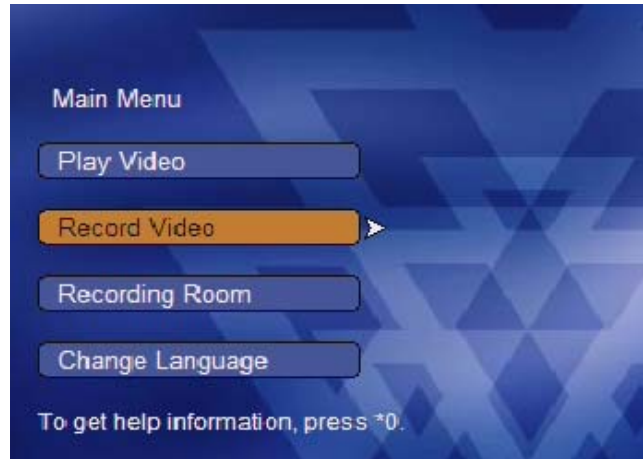 Main Menu
Play Video
Record Video
Recording Room
Change Language
To get help information, press *0.